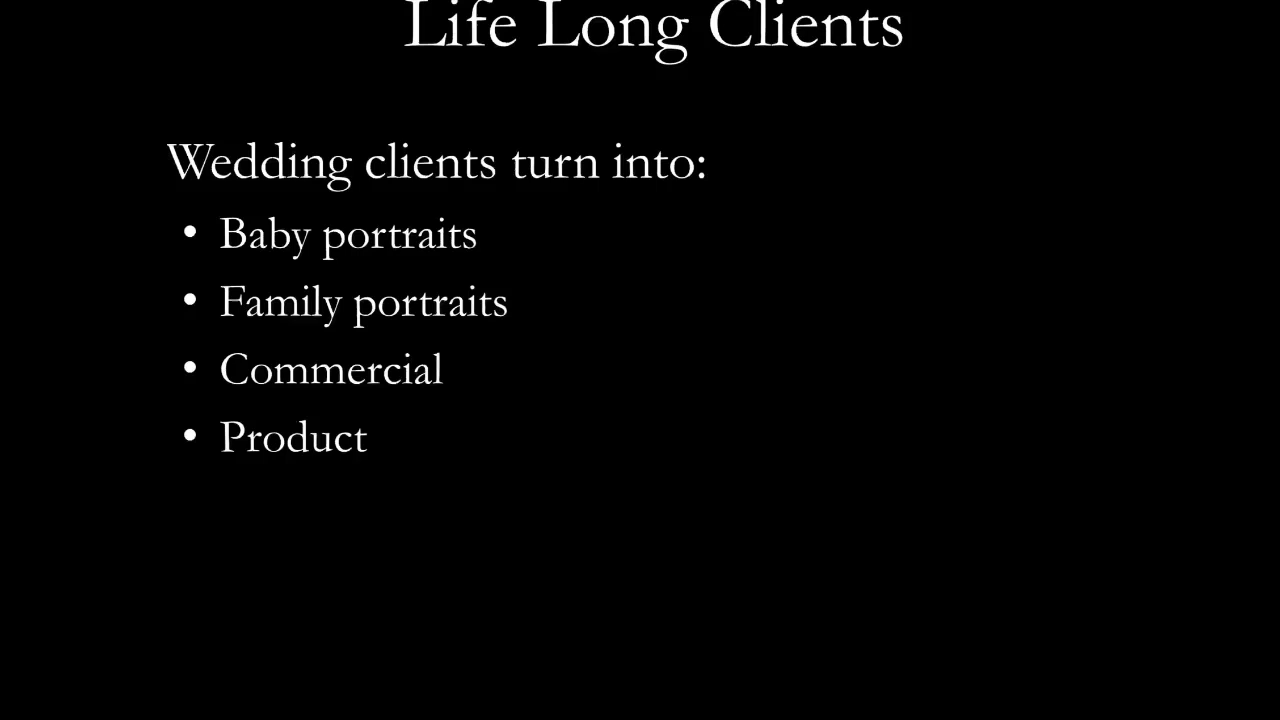 Life Long Clients
Wedding clients turn into:
• Baby portraits
• Family portraits
• Commercial
• Product